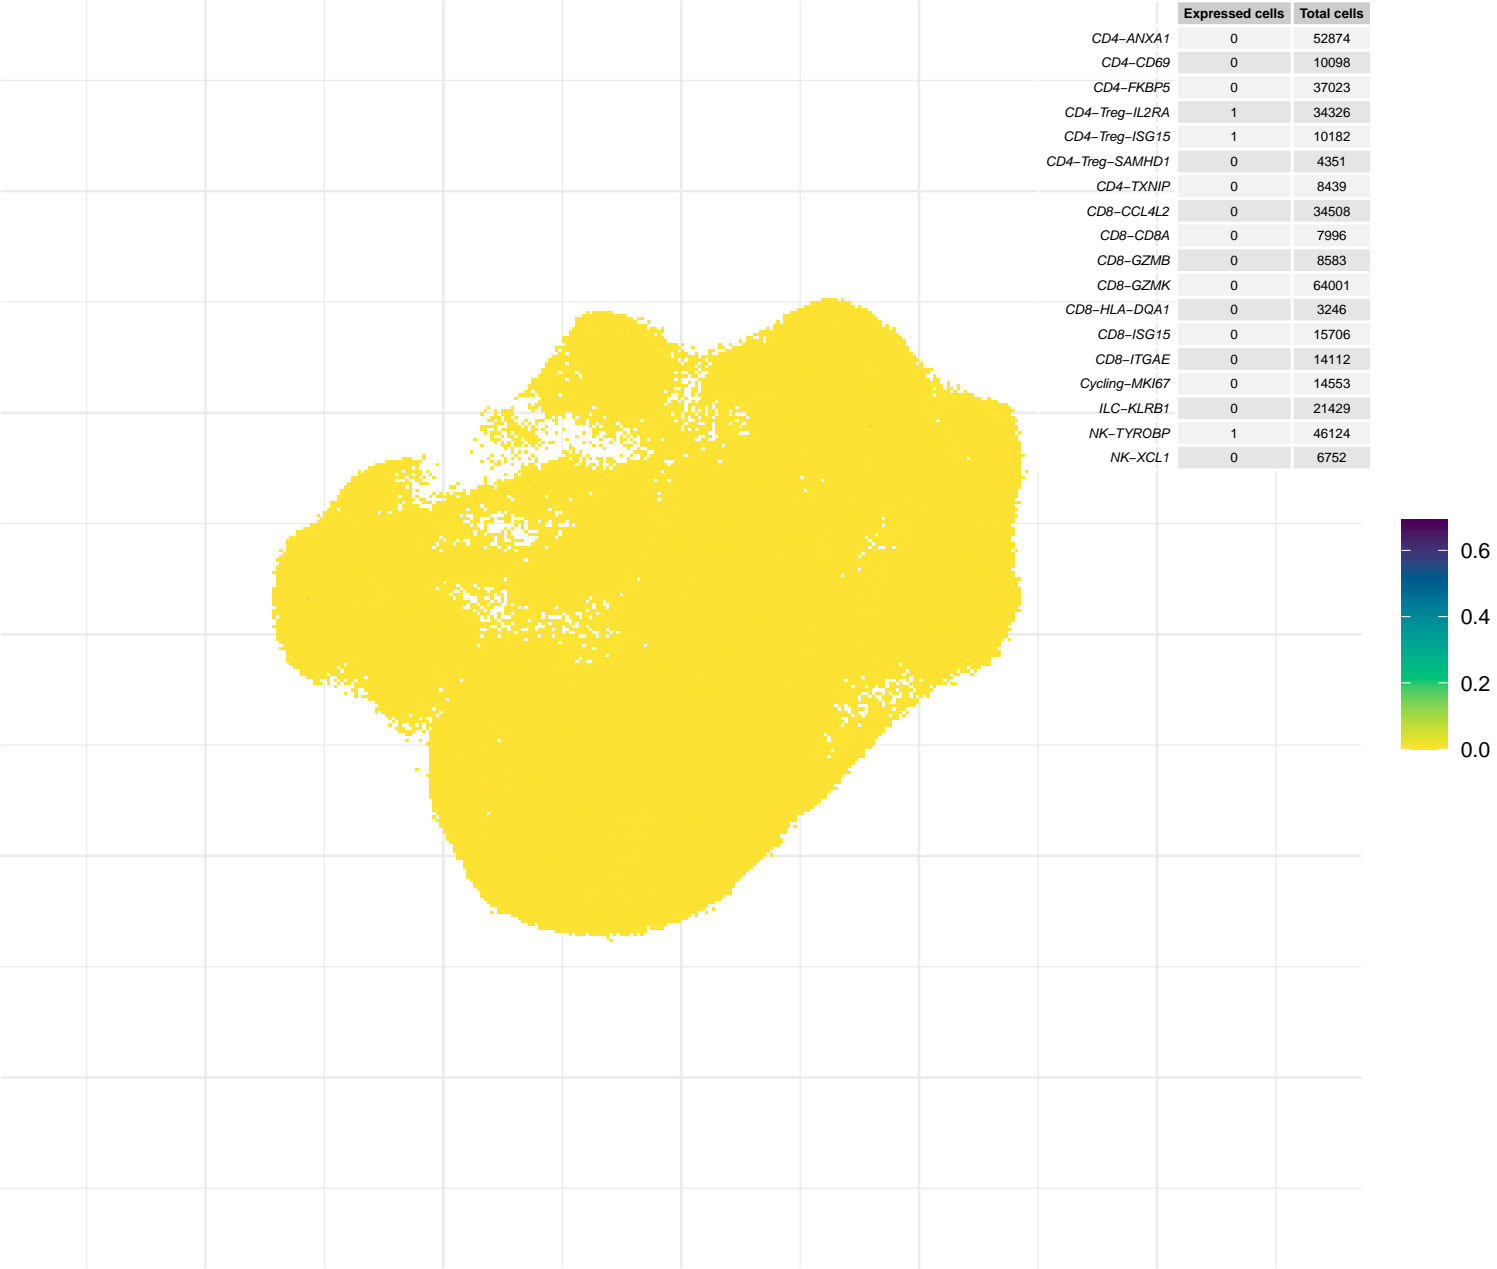 Expressed cells Total cells
CD4−ANXA1 0 52874
CD4−CD69 0 10098
CD4−FKBP5 0 37023
CD4−Treg−IL2RA 1 34326
CD4−Treg−ISG15 1 10182
CD4−Treg−SAMHD1 0 4351
CD4−TXNIP 0 8439
CD8−CCL4L2 0 34508
CD8−CD8A 0 7996
CD8−GZMB 0 8583
CD8−GZMK 0 64001
CD8−HLA−DQA1 0 3246
CD8−ISG15 0 15706
CD8−ITGAE 0 14112
Cycling−MKI67 0 14553
ILC−KLRB1 0 21429
NK−TYROBP 1 46124
NK−XCL1 0 6752
0.6
0.4
0.2
0.0